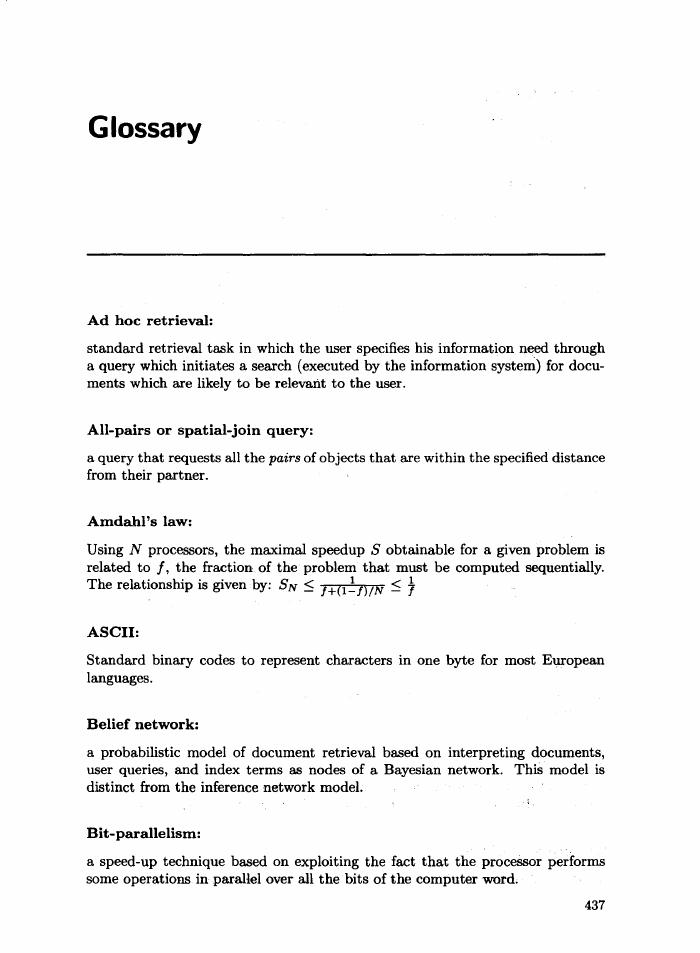 Glossary
Ad hoc retrieval:
standard retrieval task in which the user specifies his information need through
a query which initiates a search (executed by the information system) for docu-
ments which are likely to be relevant to the user.
All-pairs or spatial-join query:
a query that requests all the pairs of objects that are within the specified distance
from their partner.
Amdahl's law:
Using N processors, the maximal speedup S obtainable for a given problem is
related to f, the fraction of the problem that must be computed sequentially.
The relationship is given by: S_N ≤ 1/(f+(1−f)/N) ≤ 1/f
ASCII:
Standard binary codes to represent characters in one byte for most European
languages.
Belief network:
a probabilistic model of document retrieval based on interpreting documents,
user queries, and index terms as nodes of a Bayesian network. This model is
distinct from the inference network model.
Bit-parallelism:
a speed-up technique based on exploiting the fact that the processor performs
some operations in parallel over all the bits of the computer word.
437